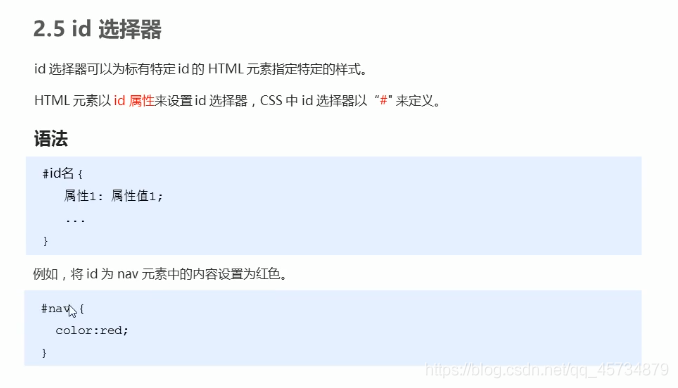 2.5 id 选择器
id 选择器可以为标有特定 id 的 HTML 元素指定特定的样式。
HTML 元素以 id 属性来设置 id 选择器，CSS 中 id 选择器以 “#" 来定义。
语法
#id名 {
属性1: 属性值1;
...
}
例如，将 id 为 nav 元素中的内容设置为红色。
#nav {
color:red;
}
https://blog.csdn.net/qq_45734879